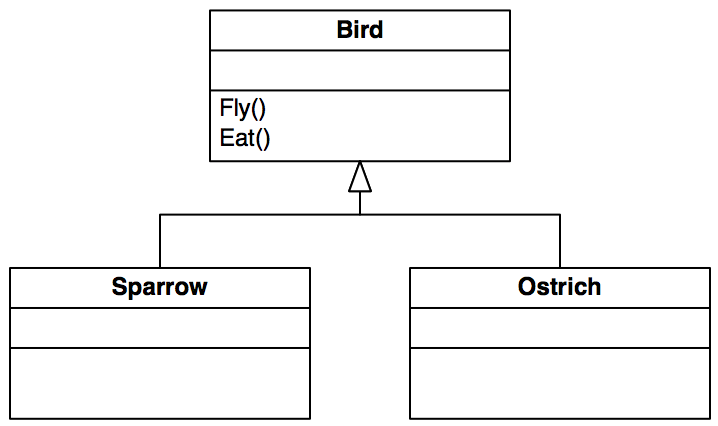 Bird
Fly()
Eat()
Sparrow
Ostrich